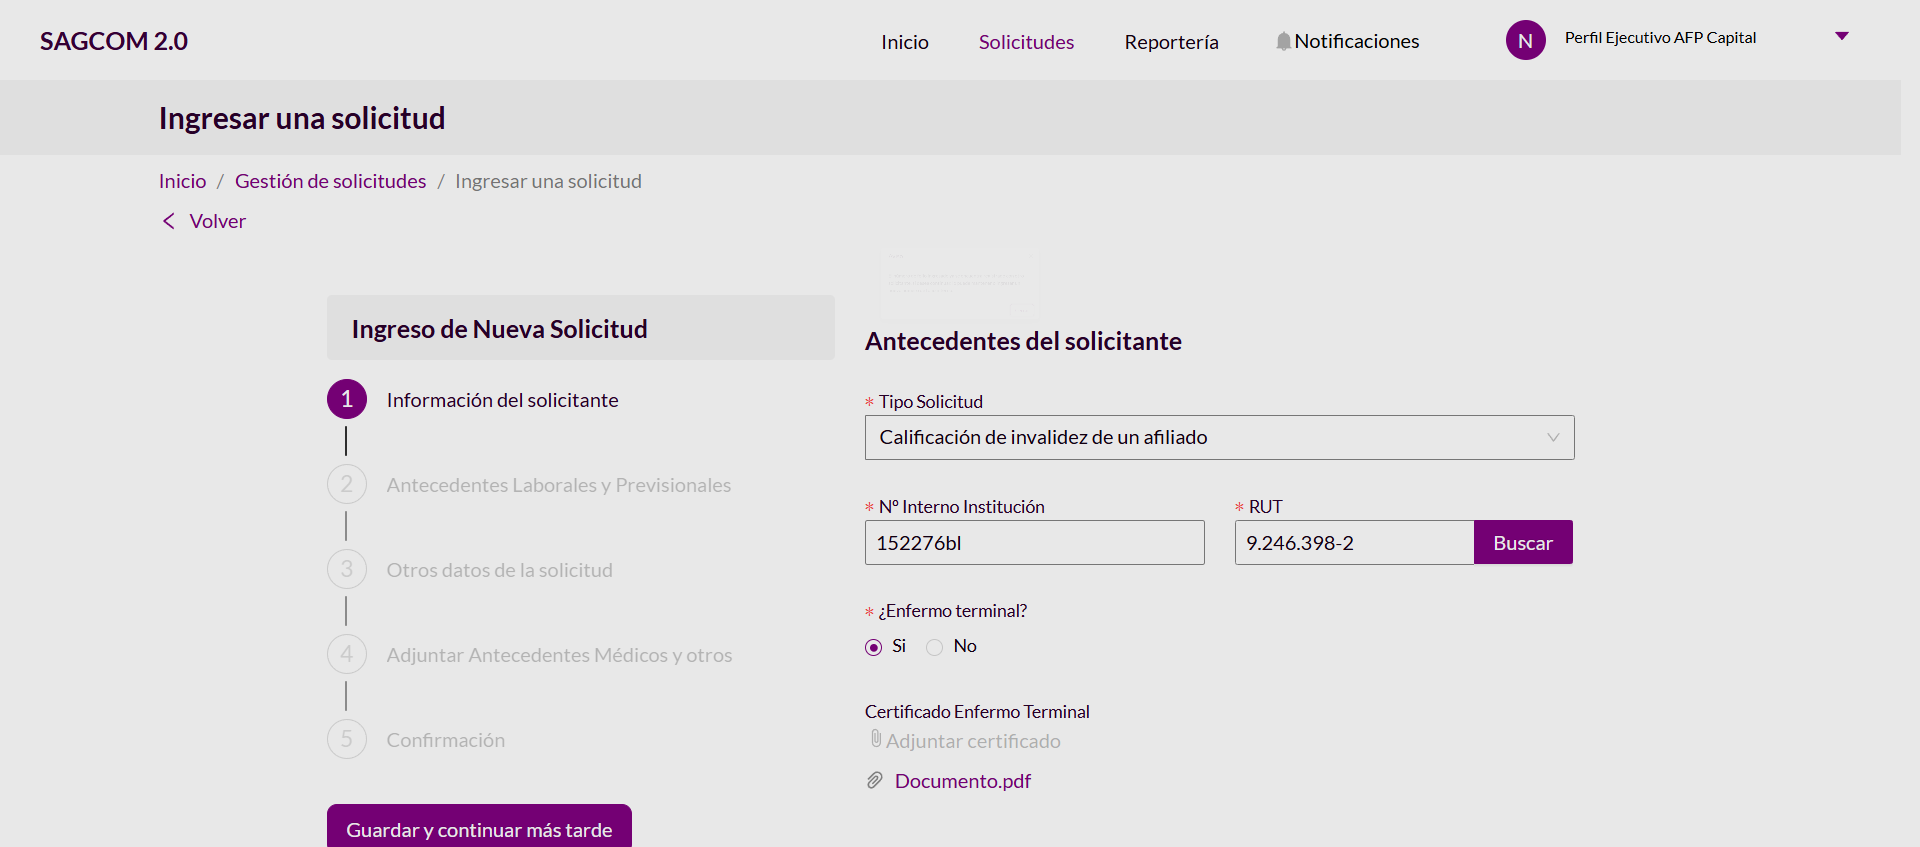 SAGCOM 2.0
Inicio
Solicitudes
Reportería
Notificaciones
N
Perfil Ejecutivo AFP Capital
Ingresar una solicitud
Inicio / Gestión de solicitudes / Ingresar una solicitud
Volver
Ingreso de Nueva Solicitud
1 Información del solicitante
2 Antecedentes Laborales y Previsionales
3 Otros datos de la solicitud
4 Adjuntar Antecedentes Médicos y otros
5 Confirmación
Guardar y continuar más tarde
Antecedentes del solicitante
* Tipo Solicitud
Calificación de invalidez de un afiliado
* Nº Interno Institución
152276bl
* RUT
9.246.398-2
Buscar
* ¿Enfermo terminal?
Si
No
Certificado Enfermo Terminal
Adjuntar certificado
Documento.pdf